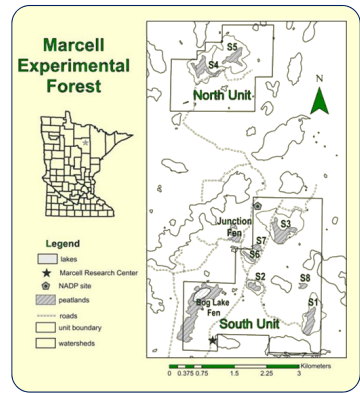 Marcell
Experimental
Forest
Legend
lakes
Marcell Research Center
NADP site
peatlands
roads
unit boundary
watersheds
S5
S4
North Unit
N
Junction
Fen
S3
S7
S6
S2
S8
S1
Bog Lake
Fen
South Unit
0 0.375 0.75 1.5 2.25 3 Kilometers